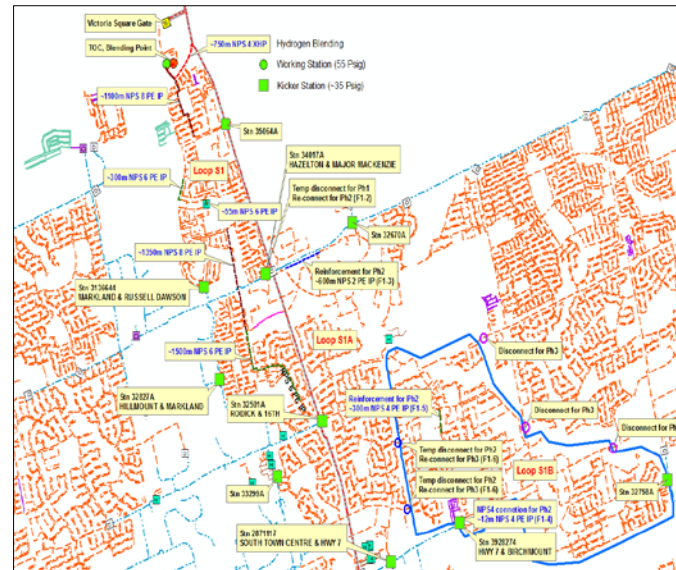 Victoria Square Gate
~750m NPS 4 XHP
Hydrogen Blending
TOC, Blending Point
Working Station (55 Psig)
Kicker Station (~35 Psig)
~1100m NPS 8 PE IP
Stn 35064A
Stn 34017A
HAZELTON & MAJOR MACKENZIE
Loop S1
~300m NPS 6 PE IP
Temp disconnect for Ph1
Re-connect for Ph2 (F1-2)
~55m NPS 6 PE IP
Stn 32670A
~1350m NPS 8 PE IP
Reinforcement for Ph2
~600m NPS 2 PE IP (F1-3)
Stn 3136644
MARKLAND & RUSSELL DAWSON
Loop S1A
Disconnect for Ph3
~1500m NPS 6 PE IP
Stn 32827A
HILLMOUNT & MARKLAND
Stn 32501A
RODICK & 16TH
Reinforcement for Ph2
~300m NPS 4 PE IP (F1-5)
Disconnect for Ph3
Disconnect for Ph
Temp disconnect for Ph2
Re-connect for Ph3 (F1-5)
Loop S1B
Temp disconnect for Ph2
Re-connect for Ph3 (F1-6)
Stn 33299A
Stn 32758A
NPS4 connetion for Ph2
~12m NPS 4 PE IP (F1-4)
Stn 2871117
SOUTH TOWN CENTRE & HWY 7
Stn 3928274
HWY 7 & BIRCHMOUNT